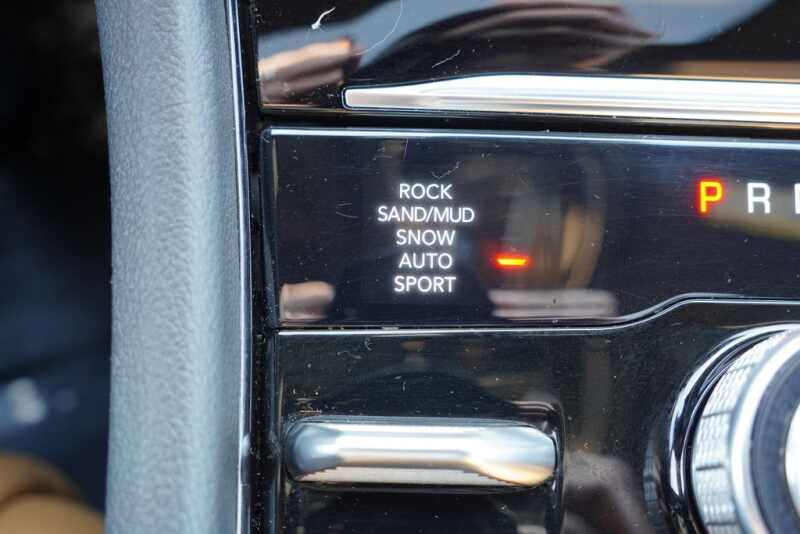 ROCK
SAND/MUD
SNOW
AUTO
SPORT
P R